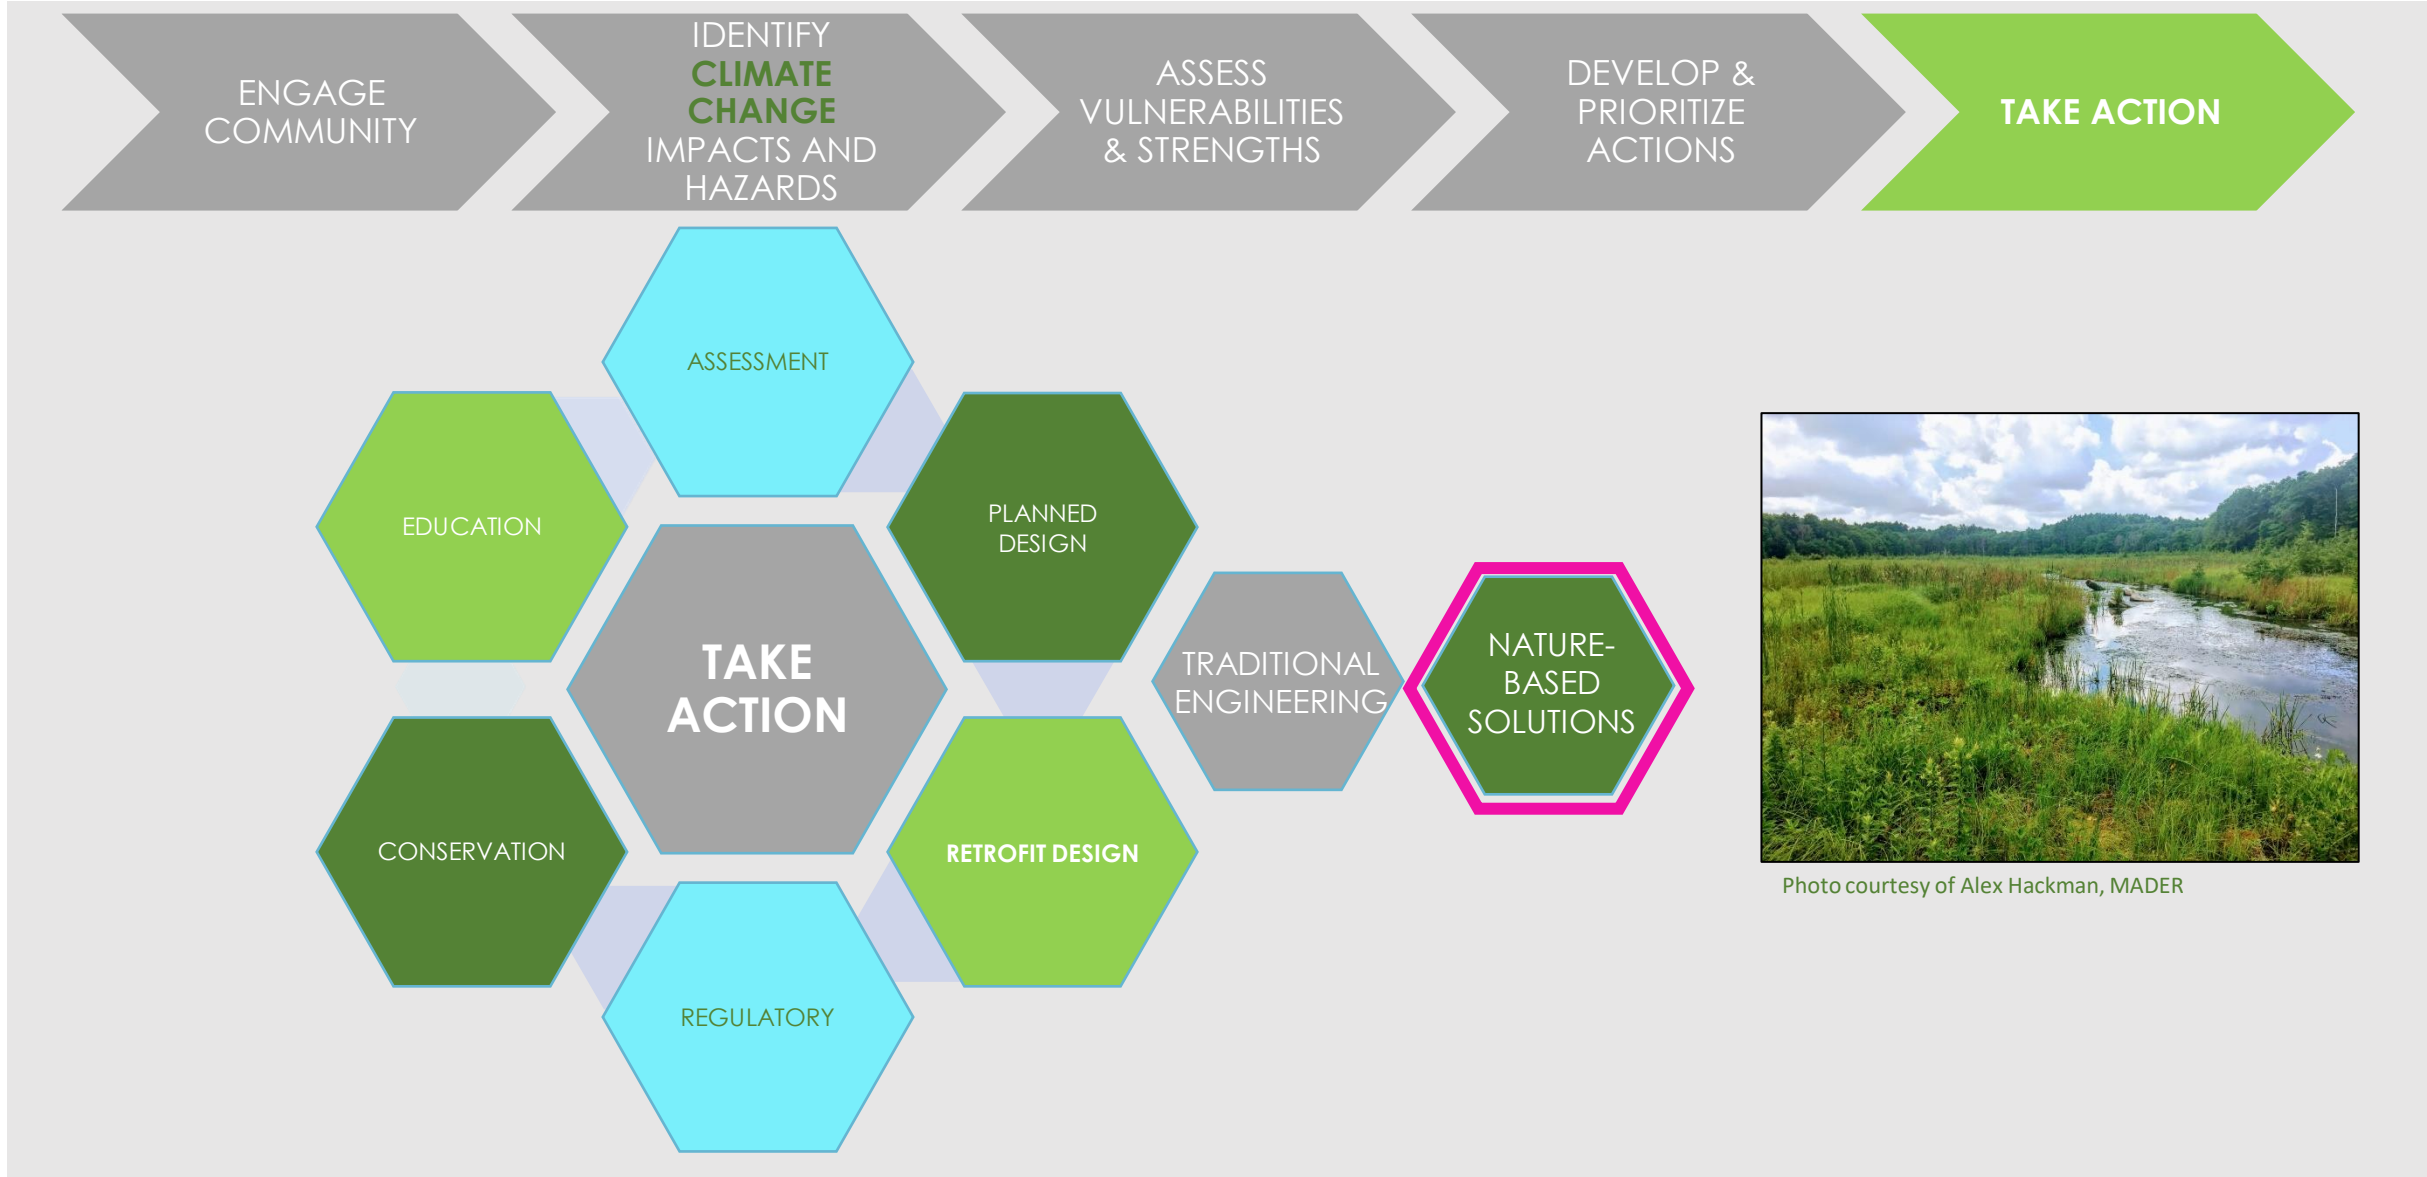 ENGAGE
COMMUNITY
IDENTIFY
CLIMATE
CHANGE
IMPACTS AND
HAZARDS
ASSESS
VULNERABILITIES
& STRENGTHS
DEVELOP &
PRIORITIZE
ACTIONS
TAKE ACTION
ASSESSMENT
EDUCATION
PLANNED
DESIGN
TAKE
ACTION
TRADITIONAL
ENGINEERING
NATURE-
BASED
SOLUTIONS
CONSERVATION
RETROFIT DESIGN
REGULATORY
Photo courtesy of Alex Hackman, MADER